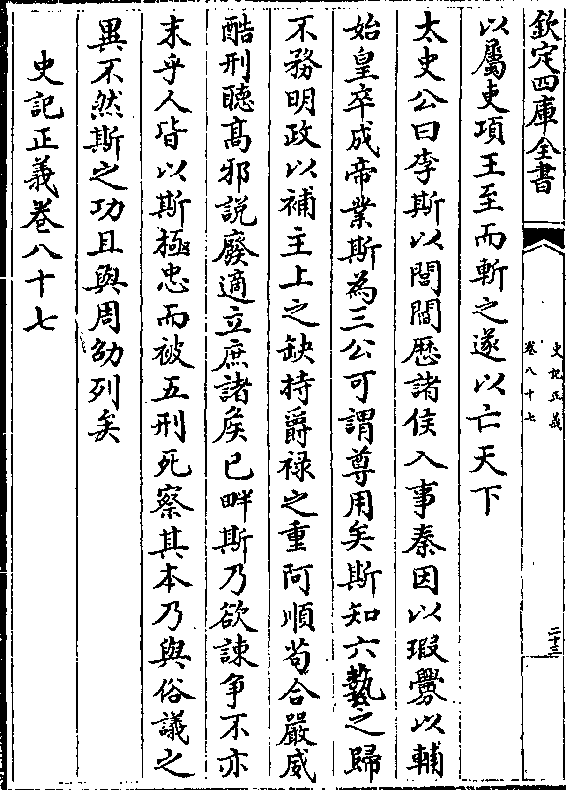 欽定四庫全書
史記正義
卷八十七
二十三
以屬吏項王至而斬之遂以亡天下
太史公曰李斯以閭閻歴諸侯入事秦因以瑕釁以輔
始皇卒成帝業斯為三公可謂尊用矣斯知六藝之歸
不務明政以補主上之缺持爵禄之重阿順苟合嚴威
酷刑聽髙邪說廢適立庶諸矦已畔斯乃欲諌争不亦
末乎人皆以斯極忠而被五刑死察其本乃與俗議之
異不然斯之功且與周劭列矣
史記正義卷八十七